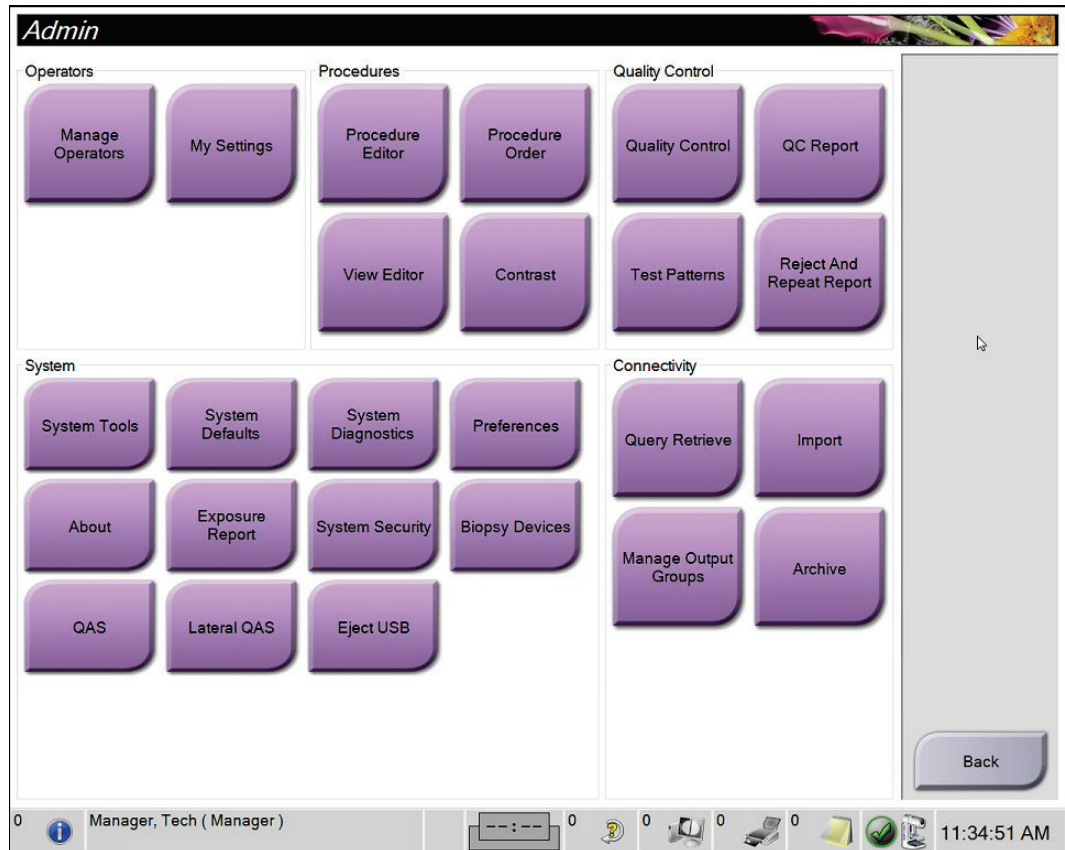 Admin
Operators
Manage
Operators
My Settings
Procedures
Procedure
Editor
Procedure
Order
View Editor
Contrast
Quality Control
Quality Control
QC Report
Test Patterns
Reject And
Repeat Report
System
System Tools
System
Defaults
System
Diagnostics
Preferences
About
Exposure
Report
System Security
Biopsy Devices
QAS
Lateral QAS
Eject USB
Connectivity
Query Retrieve
Import
Manage Output
Groups
Archive
Back
0
Manager, Tech ( Manager )
--:--
0
0
0
0
11:34:51 AM